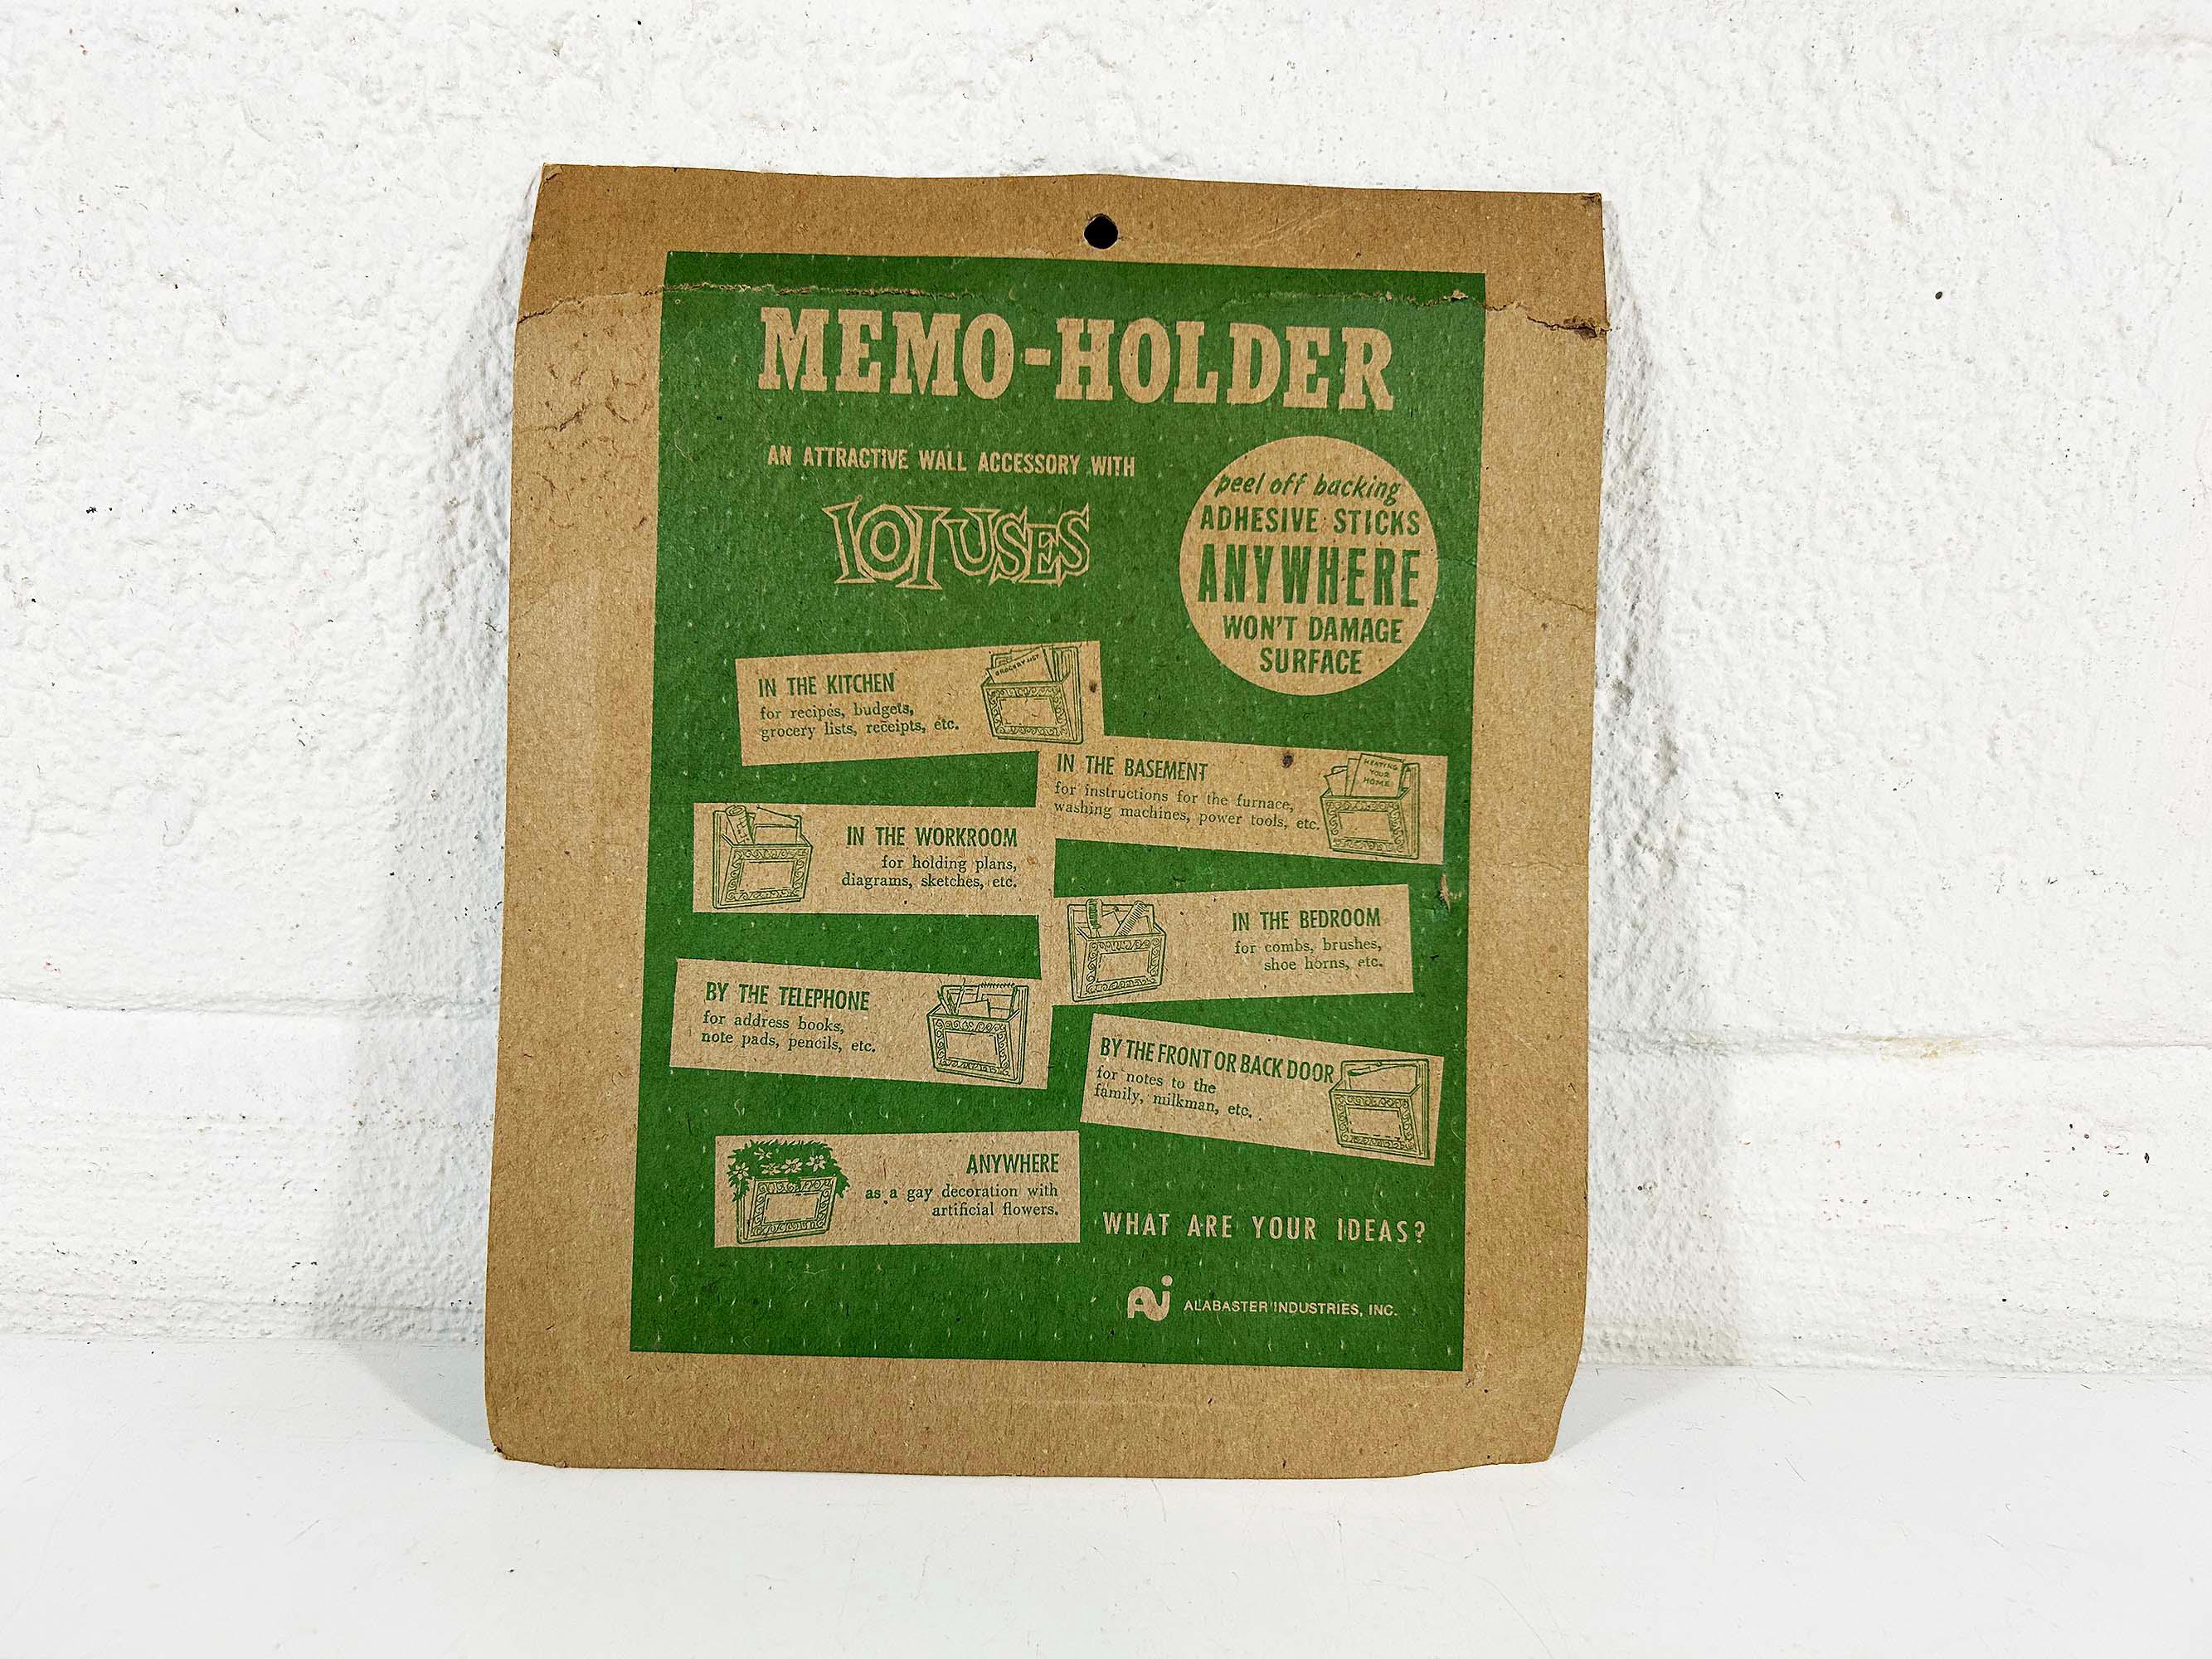 MEMO-HOLDER
AN ATTRACTIVE WALL ACCESSORY WITH
101 USES
peel off backing
ADHESIVE STICKS
ANYWHERE
WON'T DAMAGE
SURFACE
IN THE KITCHEN
for recipes, budgets,
grocery lists, receipts, etc.
GROCERY LIST
IN THE BASEMENT
for instructions for the furnace,
washing machines, power tools, etc.
HEATING
YOUR
HOME
IN THE WORKROOM
for holding plans,
diagrams, sketches, etc.
IN THE BEDROOM
for combs, brushes,
shoe horns, etc.
BY THE TELEPHONE
for address books,
note pads, pencils, etc.
BY THE FRONT OR BACK DOOR
for notes to the
family, milkman, etc.
ANYWHERE
as a gay decoration with
artificial flowers.
WHAT ARE YOUR IDEAS?
Ai ALABASTER INDUSTRIES, INC.